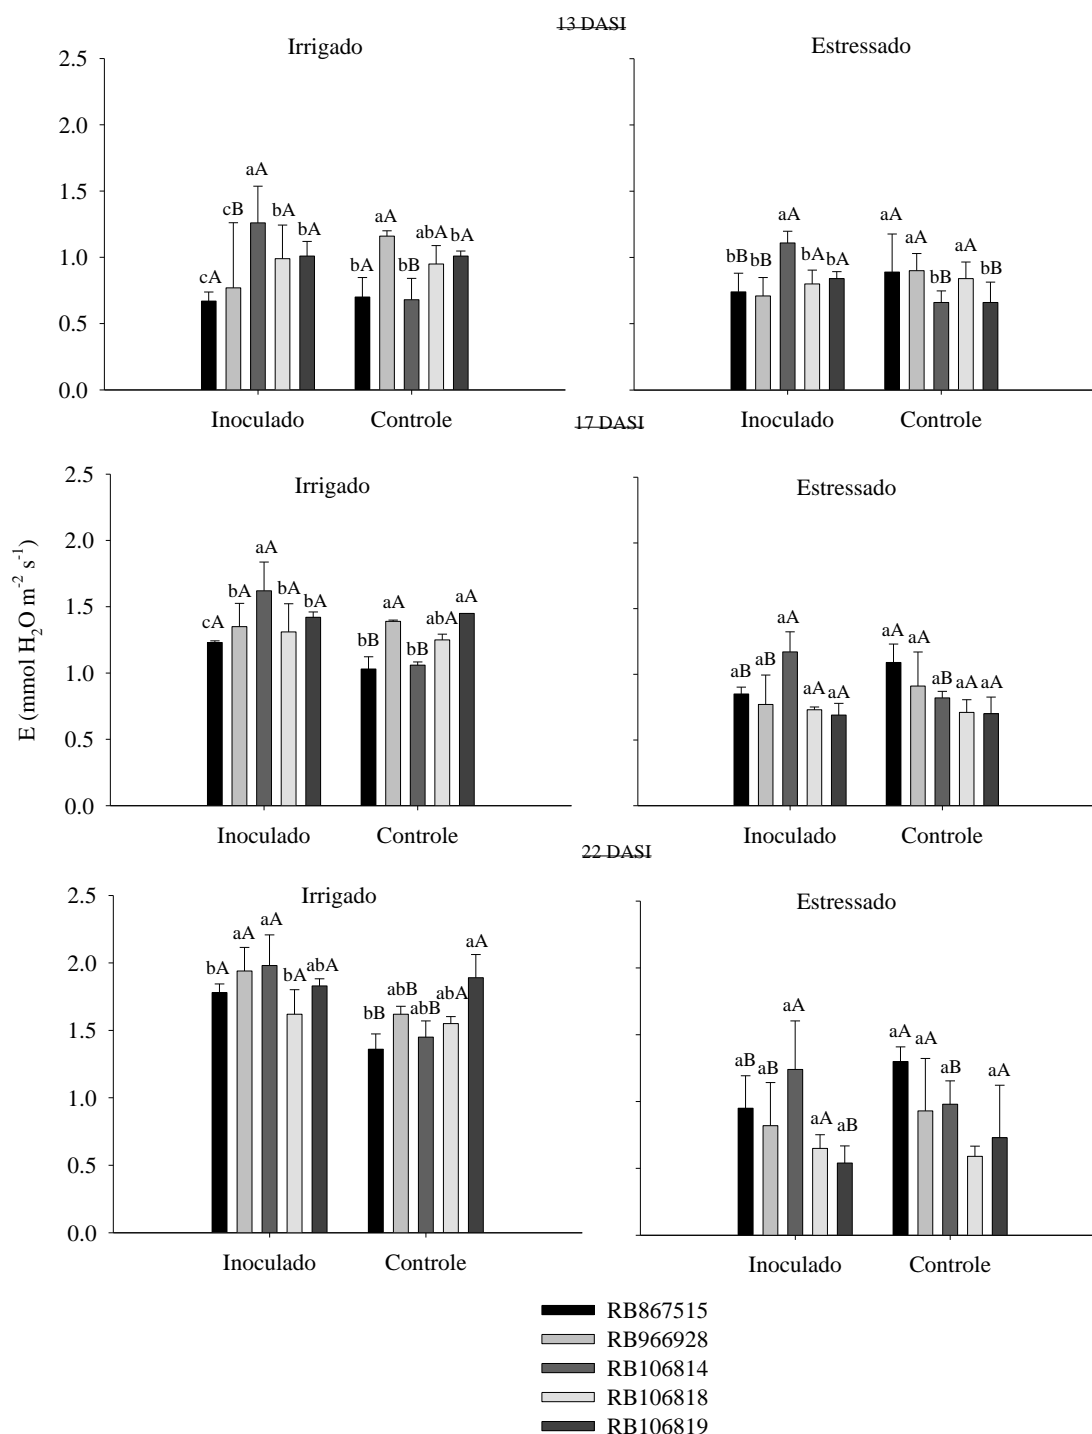 13 DASI
Irrigado
Estressado
2.5
2.0
1.5
1.0
0.5
0.0
cA cB aA bA bA
bA aA bB abA bA
bB bB aA bA bA
aA aA bB aA bB
Inoculado Controle
Inoculado Controle
17 DASI
Irrigado
Estressado
E (mmol H₂O m⁻² s⁻¹)
2.5
2.0
1.5
1.0
0.5
0.0
cA bA aA bA bA
bB aA bB abA aA
aB aB aA aA aA
aA aA aB aA aA
Inoculado Controle
Inoculado Controle
22 DASI
Irrigado
Estressado
2.5
2.0
1.5
1.0
0.5
0.0
bA aA aA bA abA
bB abB abB abA aA
aB aB aA aA aB
aA aA aB aA
Inoculado Controle
Inoculado Controle
RB867515
RB966928
RB106814
RB106818
RB106819